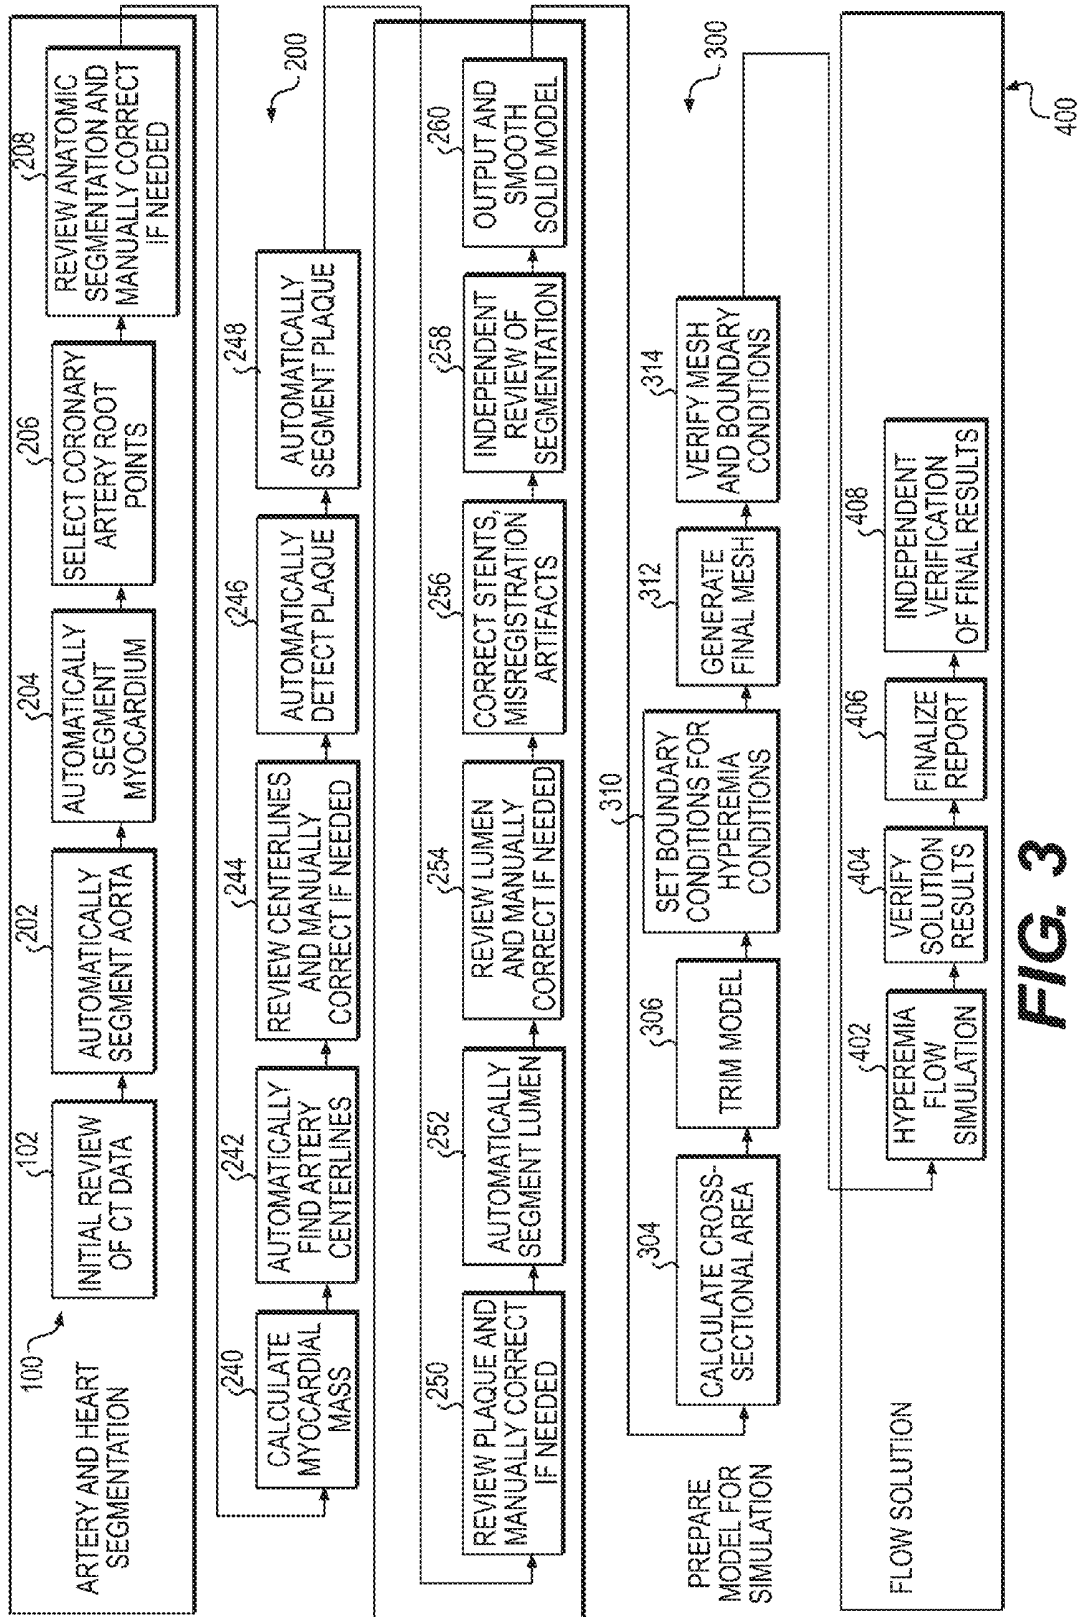 ARTERY AND HEART
SEGMENTATION
100
102
INITIAL REVIEW
OF CT DATA
202
AUTOMATICALLY
SEGMENT AORTA
204
AUTOMATICALLY
SEGMENT
MYOCARDIUM
206
SELECT CORONARY
ARTERY ROOT
POINTS
208
REVIEW ANATOMIC
SEGMENTATION AND
MANUALLY CORRECT
IF NEEDED
200
240
CALCULATE
MYOCARDIAL
MASS
242
AUTOMATICALLY
FIND ARTERY
CENTERLINES
244
REVIEW CENTERLINES
AND MANUALLY
CORRECT IF NEEDED
246
AUTOMATICALLY
DETECT PLAQUE
248
AUTOMATICALLY
SEGMENT PLAQUE
250
REVIEW PLAQUE AND
MANUALLY CORRECT
IF NEEDED
252
AUTOMATICALLY
SEGMENT LUMEN
254
REVIEW LUMEN
AND MANUALLY
CORRECT IF NEEDED
256
CORRECT STENTS,
MISREGISTRATION
ARTIFACTS
258
INDEPENDENT
REVIEW OF
SEGMENTATION
260
OUTPUT AND
SMOOTH
SOLID MODEL
PREPARE
MODEL FOR
SIMULATION
300
304
CALCULATE CROSS-
SECTIONAL AREA
306
TRIM MODEL
310
SET BOUNDARY
CONDITIONS FOR
HYPEREMIA
CONDITIONS
312
GENERATE
FINAL MESH
314
VERIFY MESH
AND BOUNDARY
CONDITIONS
FLOW SOLUTION
402
HYPEREMIA
FLOW
SIMULATION
404
VERIFY
SOLUTION
RESULTS
406
FINALIZE
REPORT
408
INDEPENDENT
VERIFICATION
OF FINAL RESULTS
400
FIG. 3